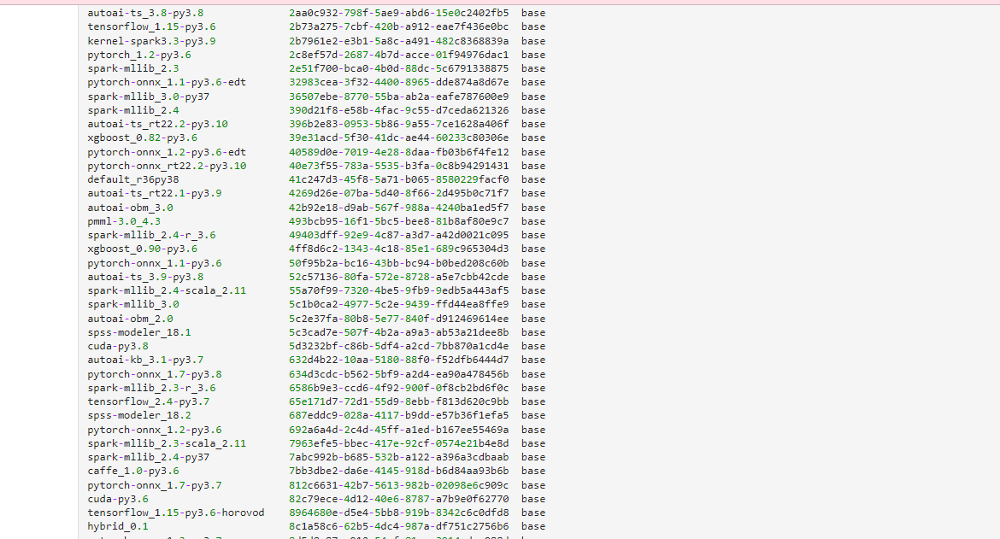 autoai-ts_3.8-py3.8 2aa0c932-798f-5ae9-abd6-15e0c2402fb5 base
tensorflow_1.15-py3.6 2b73a275-7cbf-420b-a912-eae7f436e0bc base
kernel-spark3.3-py3.9 2b7961e2-e3b1-5a8c-a491-482c8368839a base
pytorch_1.2-py3.6 2c8ef57d-2687-4b7d-acce-01f94976dac1 base
spark-mllib_2.3 2e51f700-bca0-4b0d-88dc-5c6791338875 base
pytorch-onnx_1.1-py3.6-edt 32983cea-3f32-4400-8965-dde874a8d67e base
spark-mllib_3.0-py37 36507ebe-8770-55ba-ab2a-eafe787600e9 base
spark-mllib_2.4 390d21f8-e58b-4fac-9c55-d7ceda621326 base
autoai-ts_rt22.2-py3.10 396b2e83-0953-5b86-9a55-7ce1628a406f base
xgboost_0.82-py3.6 39e31acd-5f30-41dc-ae44-60233c80306e base
pytorch-onnx_1.2-py3.6-edt 40589d0e-7019-4e28-8daa-fb03b6f4fe12 base
pytorch-onnx_rt22.2-py3.10 40e73f55-783a-5535-b3fa-0c8b94291431 base
default_r36py38 41c247d3-45f8-5a71-b065-8580229facf0 base
autoai-ts_rt22.1-py3.9 4269d26e-07ba-5d40-8f66-2d495b0c71f7 base
autoai-obm_3.0 42b92e18-d9ab-567f-988a-4240ba1ed5f7 base
pmml-3.0_4.3 493bcb95-16f1-5bc5-bee8-81b8af80e9c7 base
spark-mllib_2.4-r_3.6 49403dff-92e9-4c87-a3d7-a42d0021c095 base
xgboost_0.90-py3.6 4ff8d6c2-1343-4c18-85e1-689c965304d3 base
pytorch-onnx_1.1-py3.6 50f95b2a-bc16-43bb-bc94-b0bed208c60b base
autoai-ts_3.9-py3.8 52c57136-80fa-572e-8728-a5e7cbb42cde base
spark-mllib_2.4-scala_2.11 55a70f99-7320-4be5-9fb9-9edb5a443af5 base
spark-mllib_3.0 5c1b0ca2-4977-5c2e-9439-ffd44ea8ffe9 base
autoai-obm_2.0 5c2e37fa-80b8-5e77-840f-d912469614ee base
spss-modeler_18.1 5c3cad7e-507f-4b2a-a9a3-ab53a21dee8b base
cuda-py3.8 5d3232bf-c86b-5df4-a2cd-7bb870a1cd4e base
autoai-kb_3.1-py3.7 632d4b22-10aa-5180-88f0-f52dfb6444d7 base
pytorch-onnx_1.7-py3.8 634d3cdc-b562-5bf9-a2d4-ea90a478456b base
spark-mllib_2.3-r_3.6 6586b9e3-ccd6-4f92-900f-0f8cb2bd6f0c base
tensorflow_2.4-py3.7 65e171d7-72d1-55d9-8ebb-f813d620c9bb base
spss-modeler_18.2 687eddc9-028a-4117-b9dd-e57b36f1efa5 base
pytorch-onnx_1.2-py3.6 692a6a4d-2c4d-45ff-a1ed-b167ee55469a base
spark-mllib_2.3-scala_2.11 7963efe5-bbec-417e-92cf-0574e21b4e8d base
spark-mllib_2.4-py37 7abc992b-b685-532b-a122-a396a3cdbaab base
caffe_1.0-py3.6 7bb3dbe2-da6e-4145-918d-b6d84aa93b6b base
pytorch-onnx_1.7-py3.7 812c6631-42b7-5613-982b-02098e6c909c base
cuda-py3.6 82c79ece-4d12-40e6-8787-a7b9e0f62770 base
tensorflow_1.15-py3.6-horovod 8964680e-d5e4-5bb8-919b-8342c6c0dfd8 base
hybrid_0.1 8c1a58c6-62b5-4dc4-987a-df751c2756b6 base